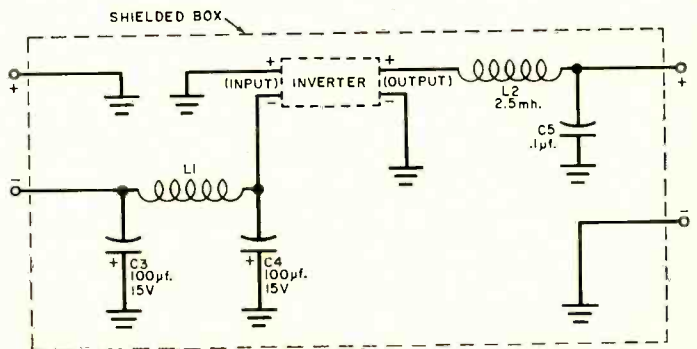 SHIELDED BOX
+
+
+
+
(INPUT)
INVERTER
(OUTPUT)
-
-
L2
2.5mh.
+
C5
.1µf.
-
L1
-
+
C3
100µf.
15V
+
C4
100µf.
15V